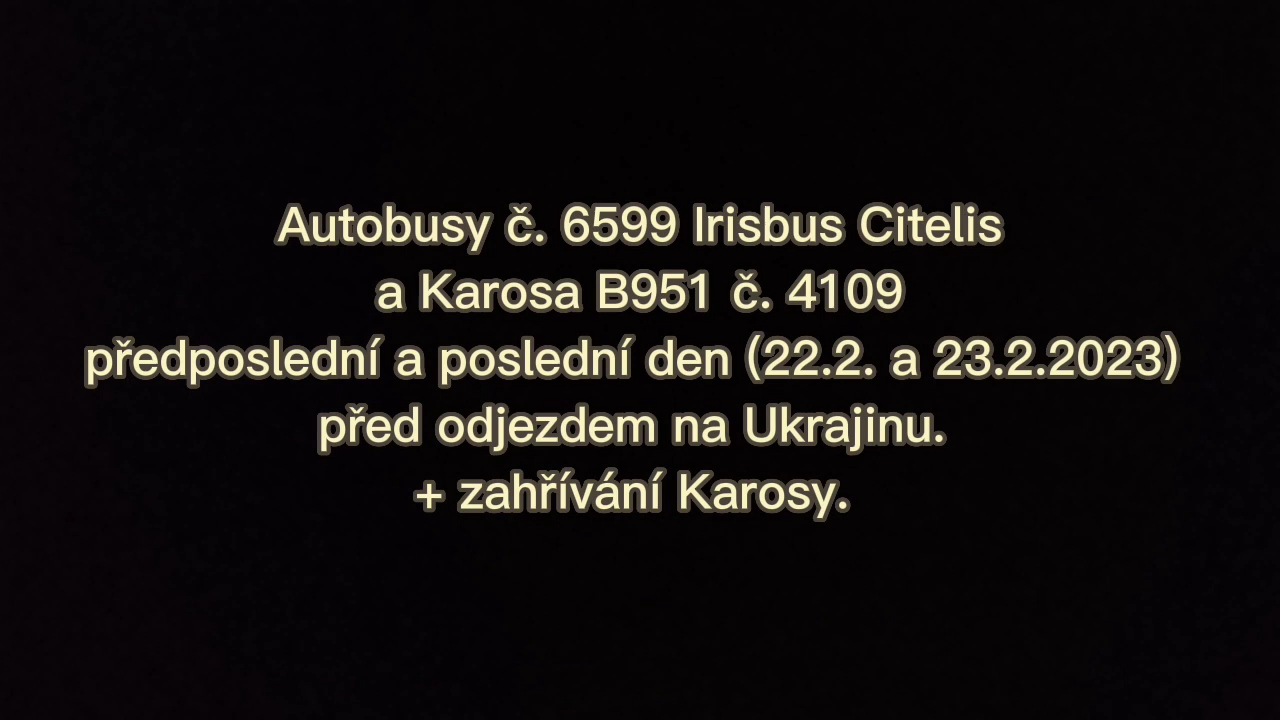 Autobusy č. 6599 Irisbus Citelis
a Karosa B951 č. 4109
předposlední a poslední den (22.2. a 23.2.2023)
před odjezdem na Ukrajinu.
+ zahřívání Karosy.